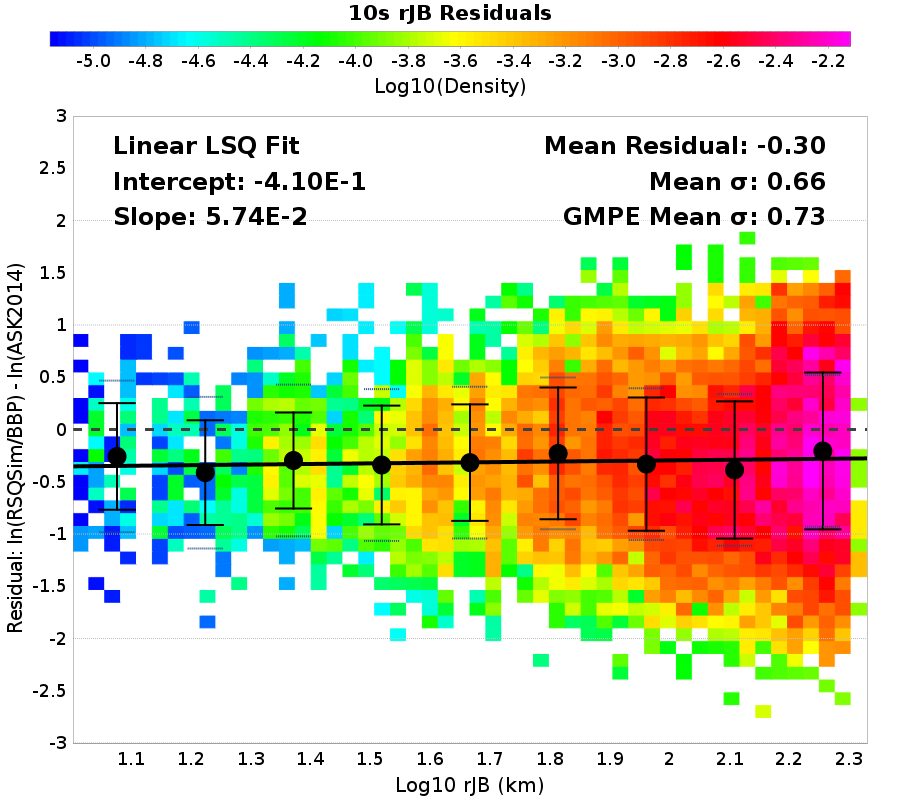 10s rJB Residuals
-5.0 -4.8 -4.6 -4.4 -4.2 -4.0 -3.8 -3.6 -3.4 -3.2 -3.0 -2.8 -2.6 -2.4 -2.2
Log10(Density)
Linear LSQ Fit
Intercept: -4.10E-1
Slope: 5.74E-2
Mean Residual: -0.30
Mean σ: 0.66
GMPE Mean σ: 0.73
Residual: ln(RSQSim/BBP) - ln(ASK2014)
3
2.5
2
1.5
1
0.5
0
-0.5
-1
-1.5
-2
-2.5
-3
1.1 1.2 1.3 1.4 1.5 1.6 1.7 1.8 1.9 2 2.1 2.2 2.3
Log10 rJB (km)